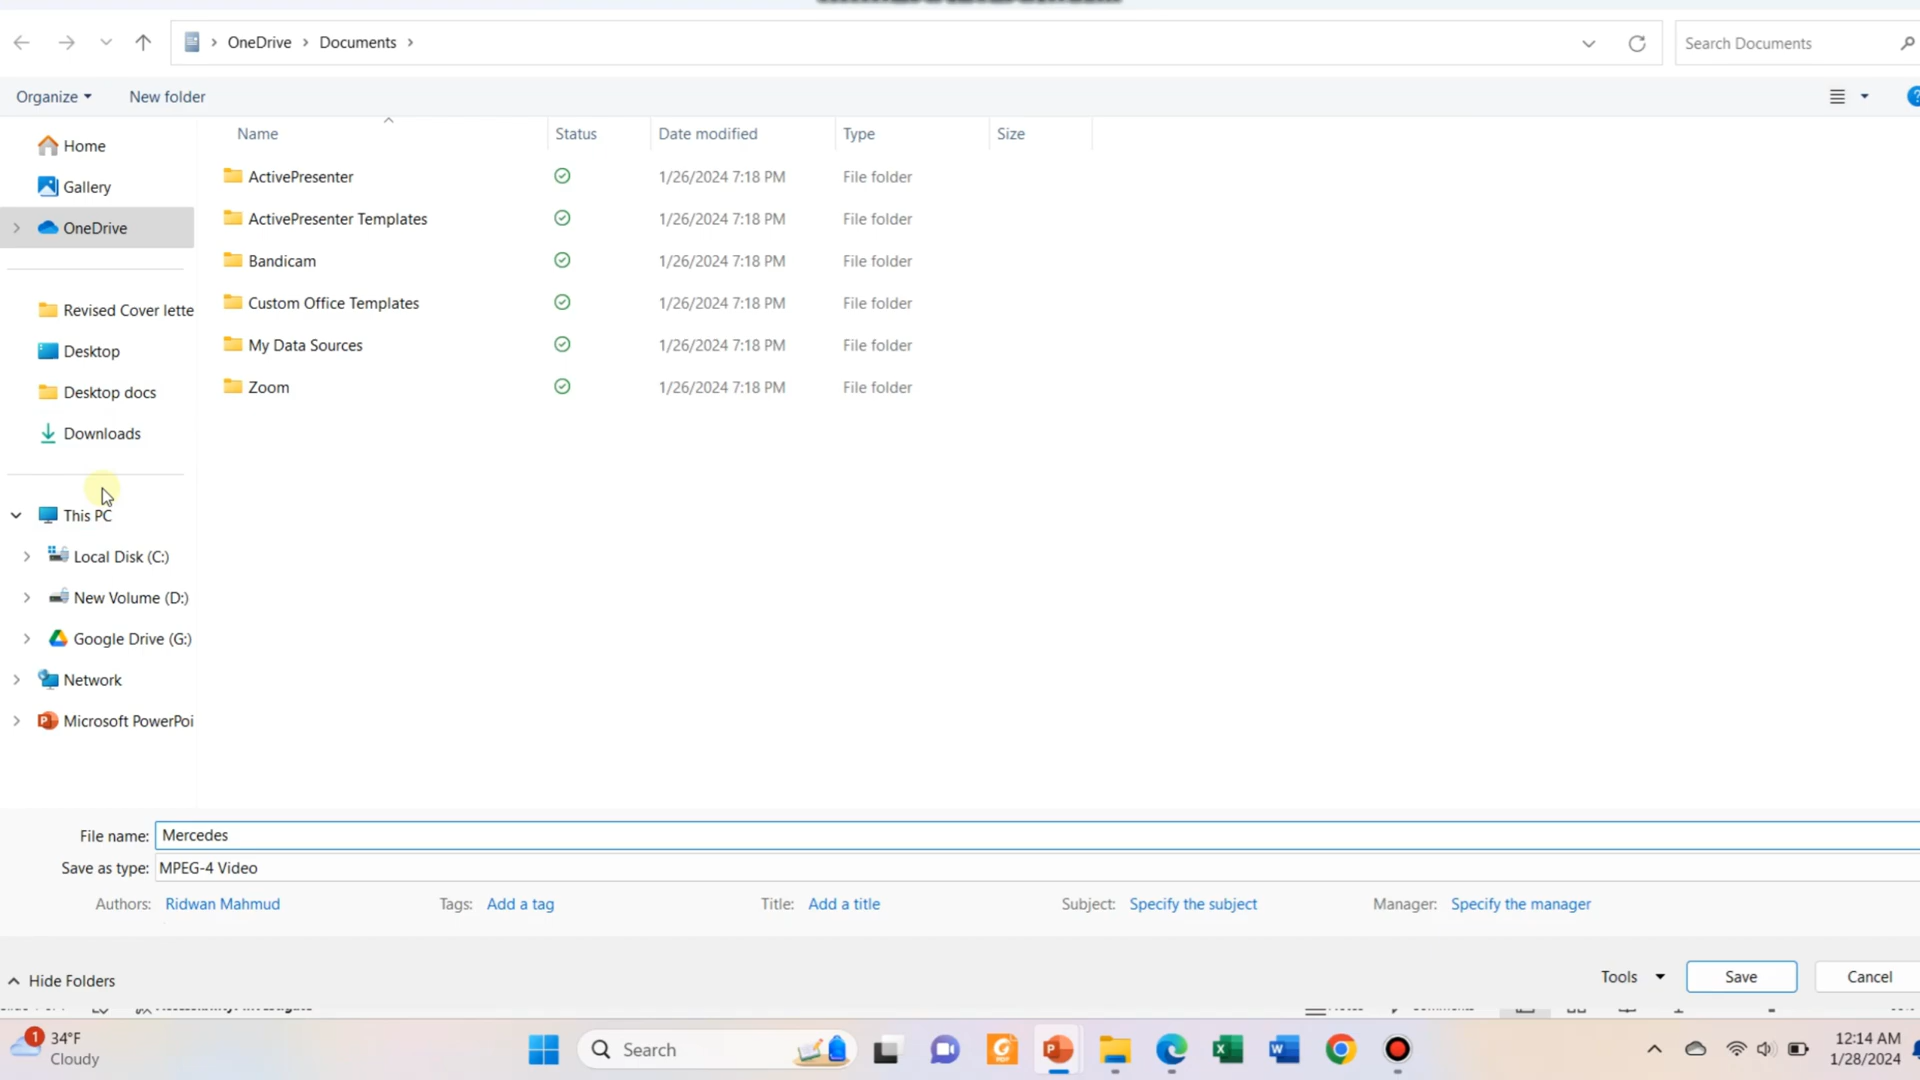 OneDrive > Documents >
Search Documents
Organize
New folder
Name Status Date modified Type Size
Home
Gallery
OneDrive
Revised Cover lette
Desktop
Desktop docs
Downloads
This PC
Local Disk (C:)
New Volume (D:)
Google Drive (G:)
Network
Microsoft PowerPoi
ActivePresenter 1/26/2024 7:18 PM File folder
ActivePresenter Templates 1/26/2024 7:18 PM File folder
Bandicam 1/26/2024 7:18 PM File folder
Custom Office Templates 1/26/2024 7:18 PM File folder
My Data Sources 1/26/2024 7:18 PM File folder
Zoom 1/26/2024 7:18 PM File folder
File name: Mercedes
Save as type: MPEG-4 Video
Authors: Ridwan Mahmud Tags: Add a tag Title: Add a title Subject: Specify the subject Manager: Specify the manager
Hide Folders
Tools Save Cancel
1 34°F
Cloudy
Search
12:14 AM
1/28/2024